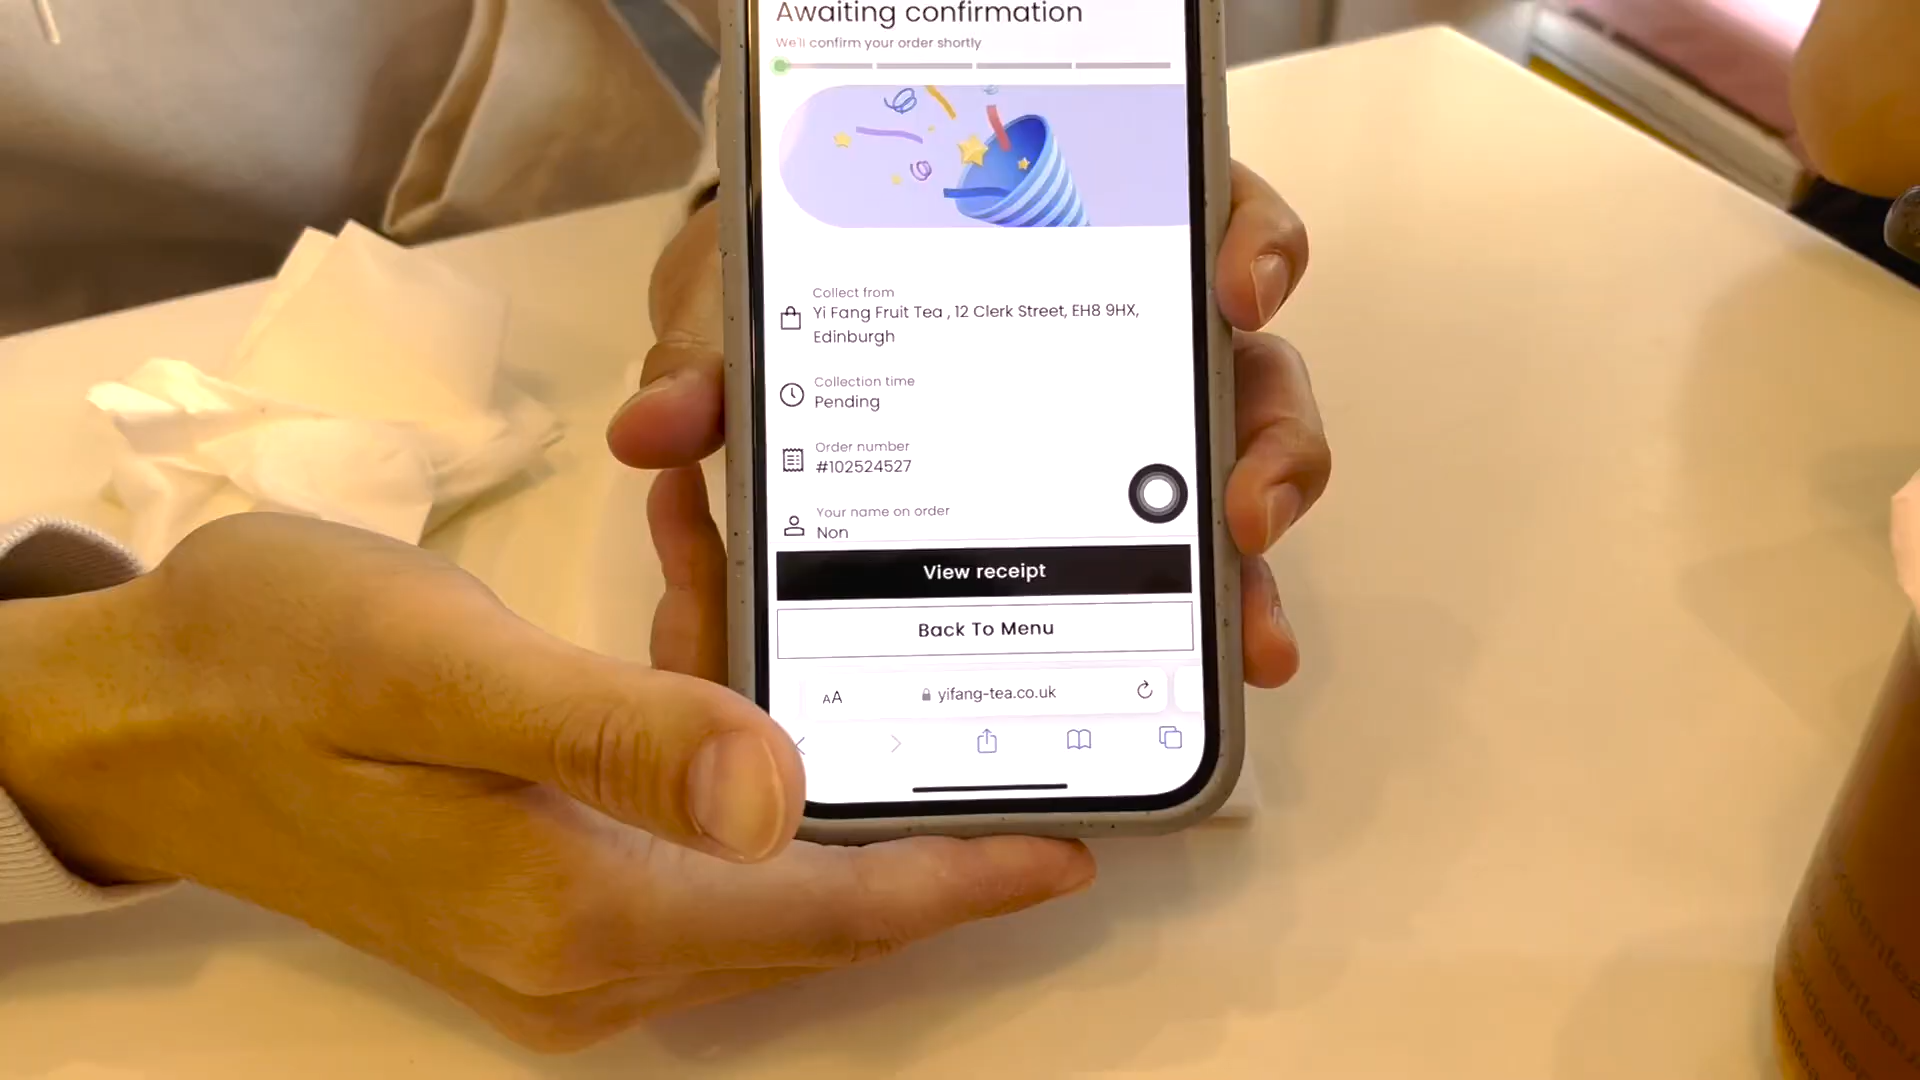 Awaiting confirmation
We'll confirm your order shortly
Collect from
Yi Fang Fruit Tea , 12 Clerk Street, EH8 9HX,
Edinburgh
Collection time
Pending
Order number
#102524527
Your name on order
Non
View receipt
Back To Menu
AA
yifang-tea.co.uk